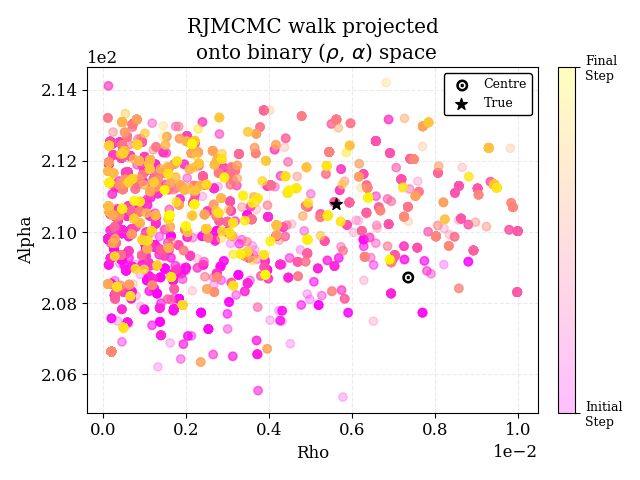 RJMCMC walk projected
onto binary (ρ, α) space
1e2
2.14
2.12
2.10
2.08
2.06
Alpha
0.0
0.2
0.4
0.6
0.8
1.0
1e−2
Rho
Centre
True
Final
Step
Initial
Step